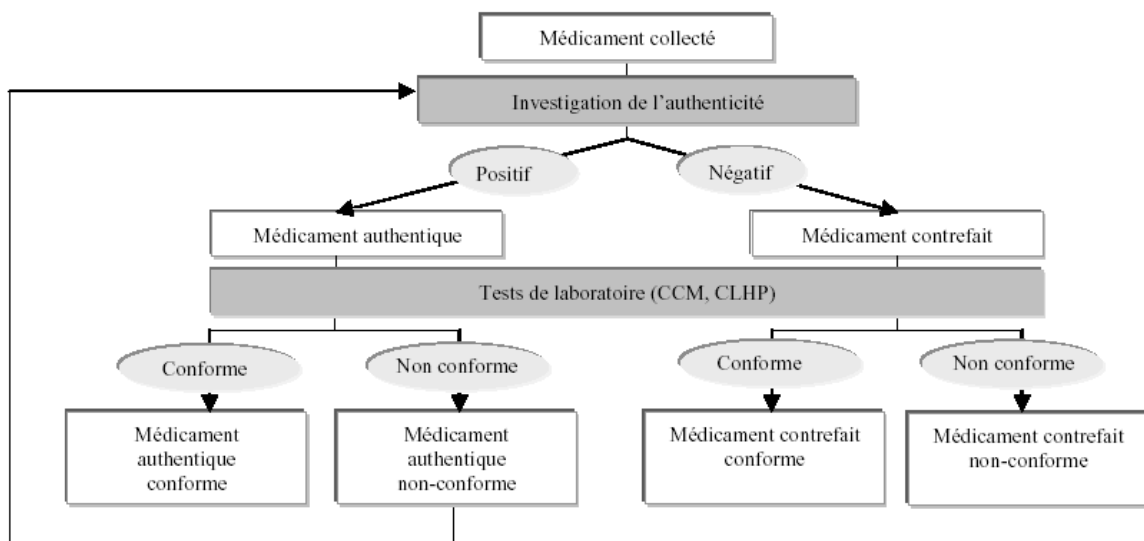 Médicament collecté
Investigation de l’authenticité
Positif
Négatif
Médicament authentique
Médicament contrefait
Tests de laboratoire (CCM, CLHP)
Conforme
Non conforme
Conforme
Non conforme
Médicament
authentique
conforme
Médicament
authentique
non-conforme
Médicament contrefait
conforme
Médicament contrefait
non-conforme